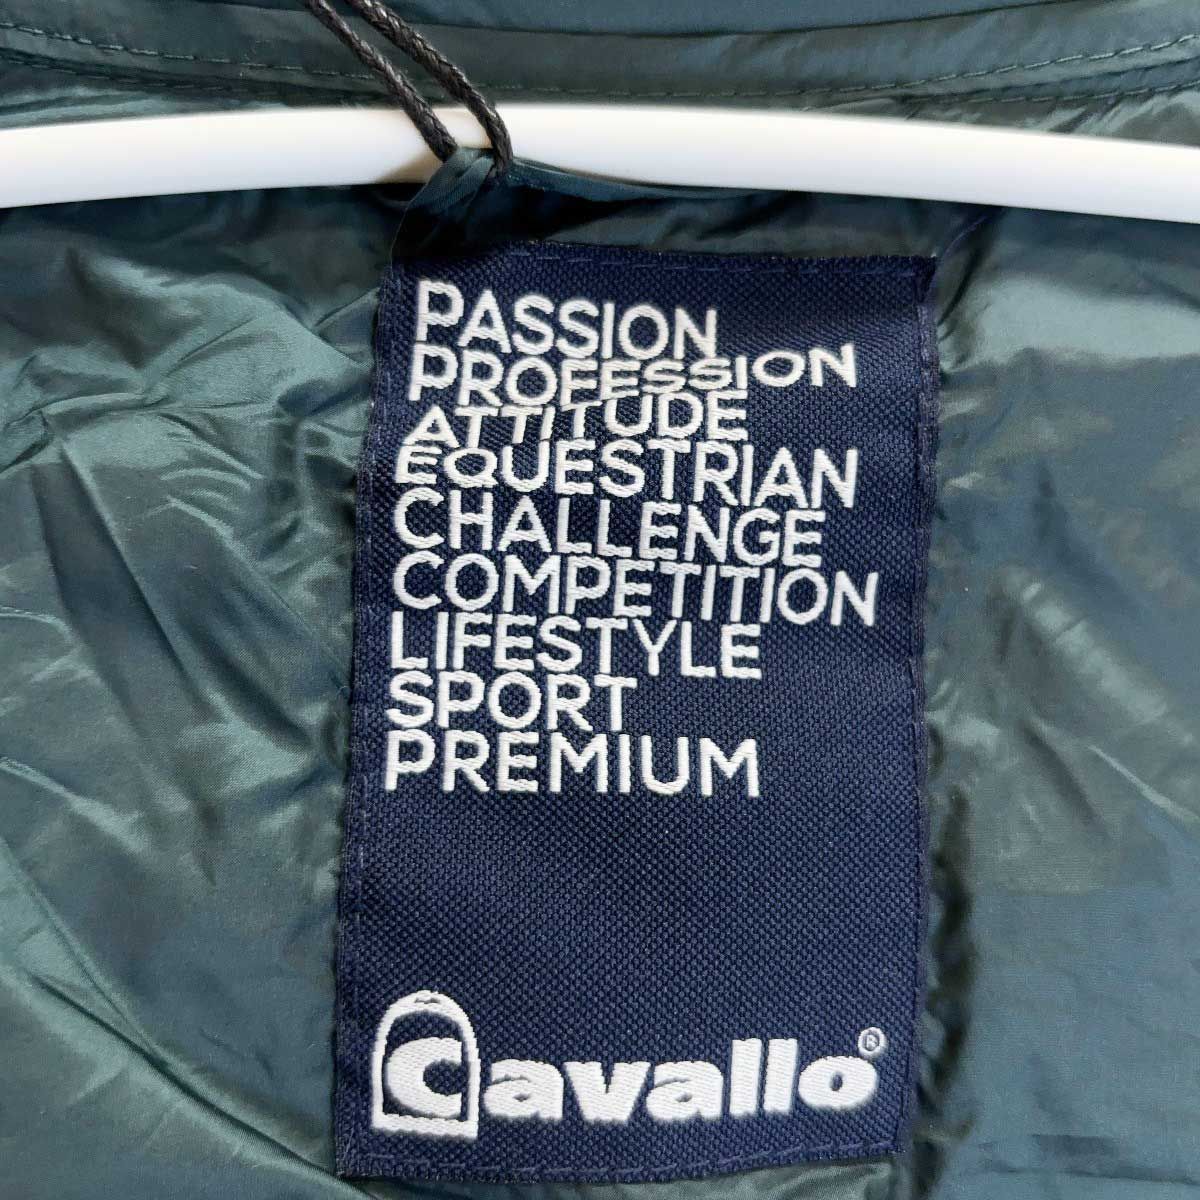 PASSION
PROFESSION
ATTITUDE
EQUESTRIAN
CHALLENGE
COMPETITION
LIFESTYLE
SPORT
PREMIUM
Cavallo®